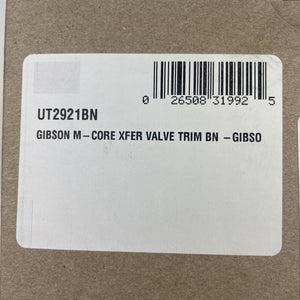 0 26508 31992 5
UT2921BN
GIBSON M-CORE XFER VALVE TRIM BN -GIBSO